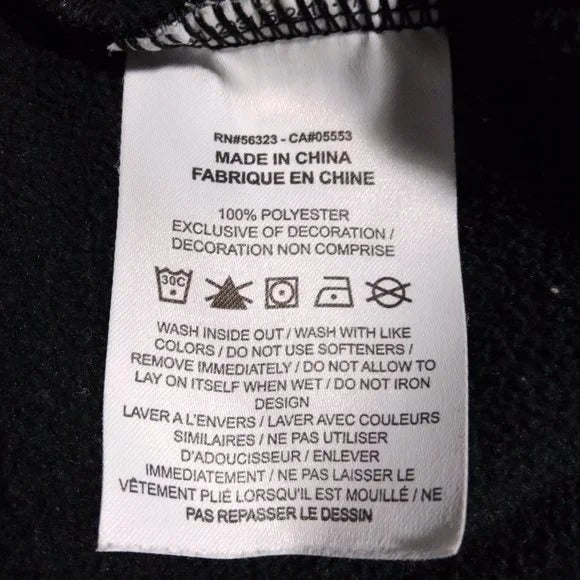 RN#56323 - CA#05553
MADE IN CHINA
FABRIQUE EN CHINE
100% POLYESTER
EXCLUSIVE OF DECORATION /
DECORATION NON COMPRISE
30C
WASH INSIDE OUT / WASH WITH LIKE
COLORS / DO NOT USE SOFTENERS /
REMOVE IMMEDIATELY / DO NOT ALLOW TO
LAY ON ITSELF WHEN WET / DO NOT IRON
DESIGN
LAVER A L'ENVERS / LAVER AVEC COULEURS
SIMILAIRES / NE PAS UTILISER
D'ADOUCISSEUR / ENLEVER
IMMÉDIATEMENT / NE PAS LAISSER LE
VÊTEMENT PLIÉ LORSQU'IL EST MOUILLÉ / NE
PAS REPASSER LE DESSIN